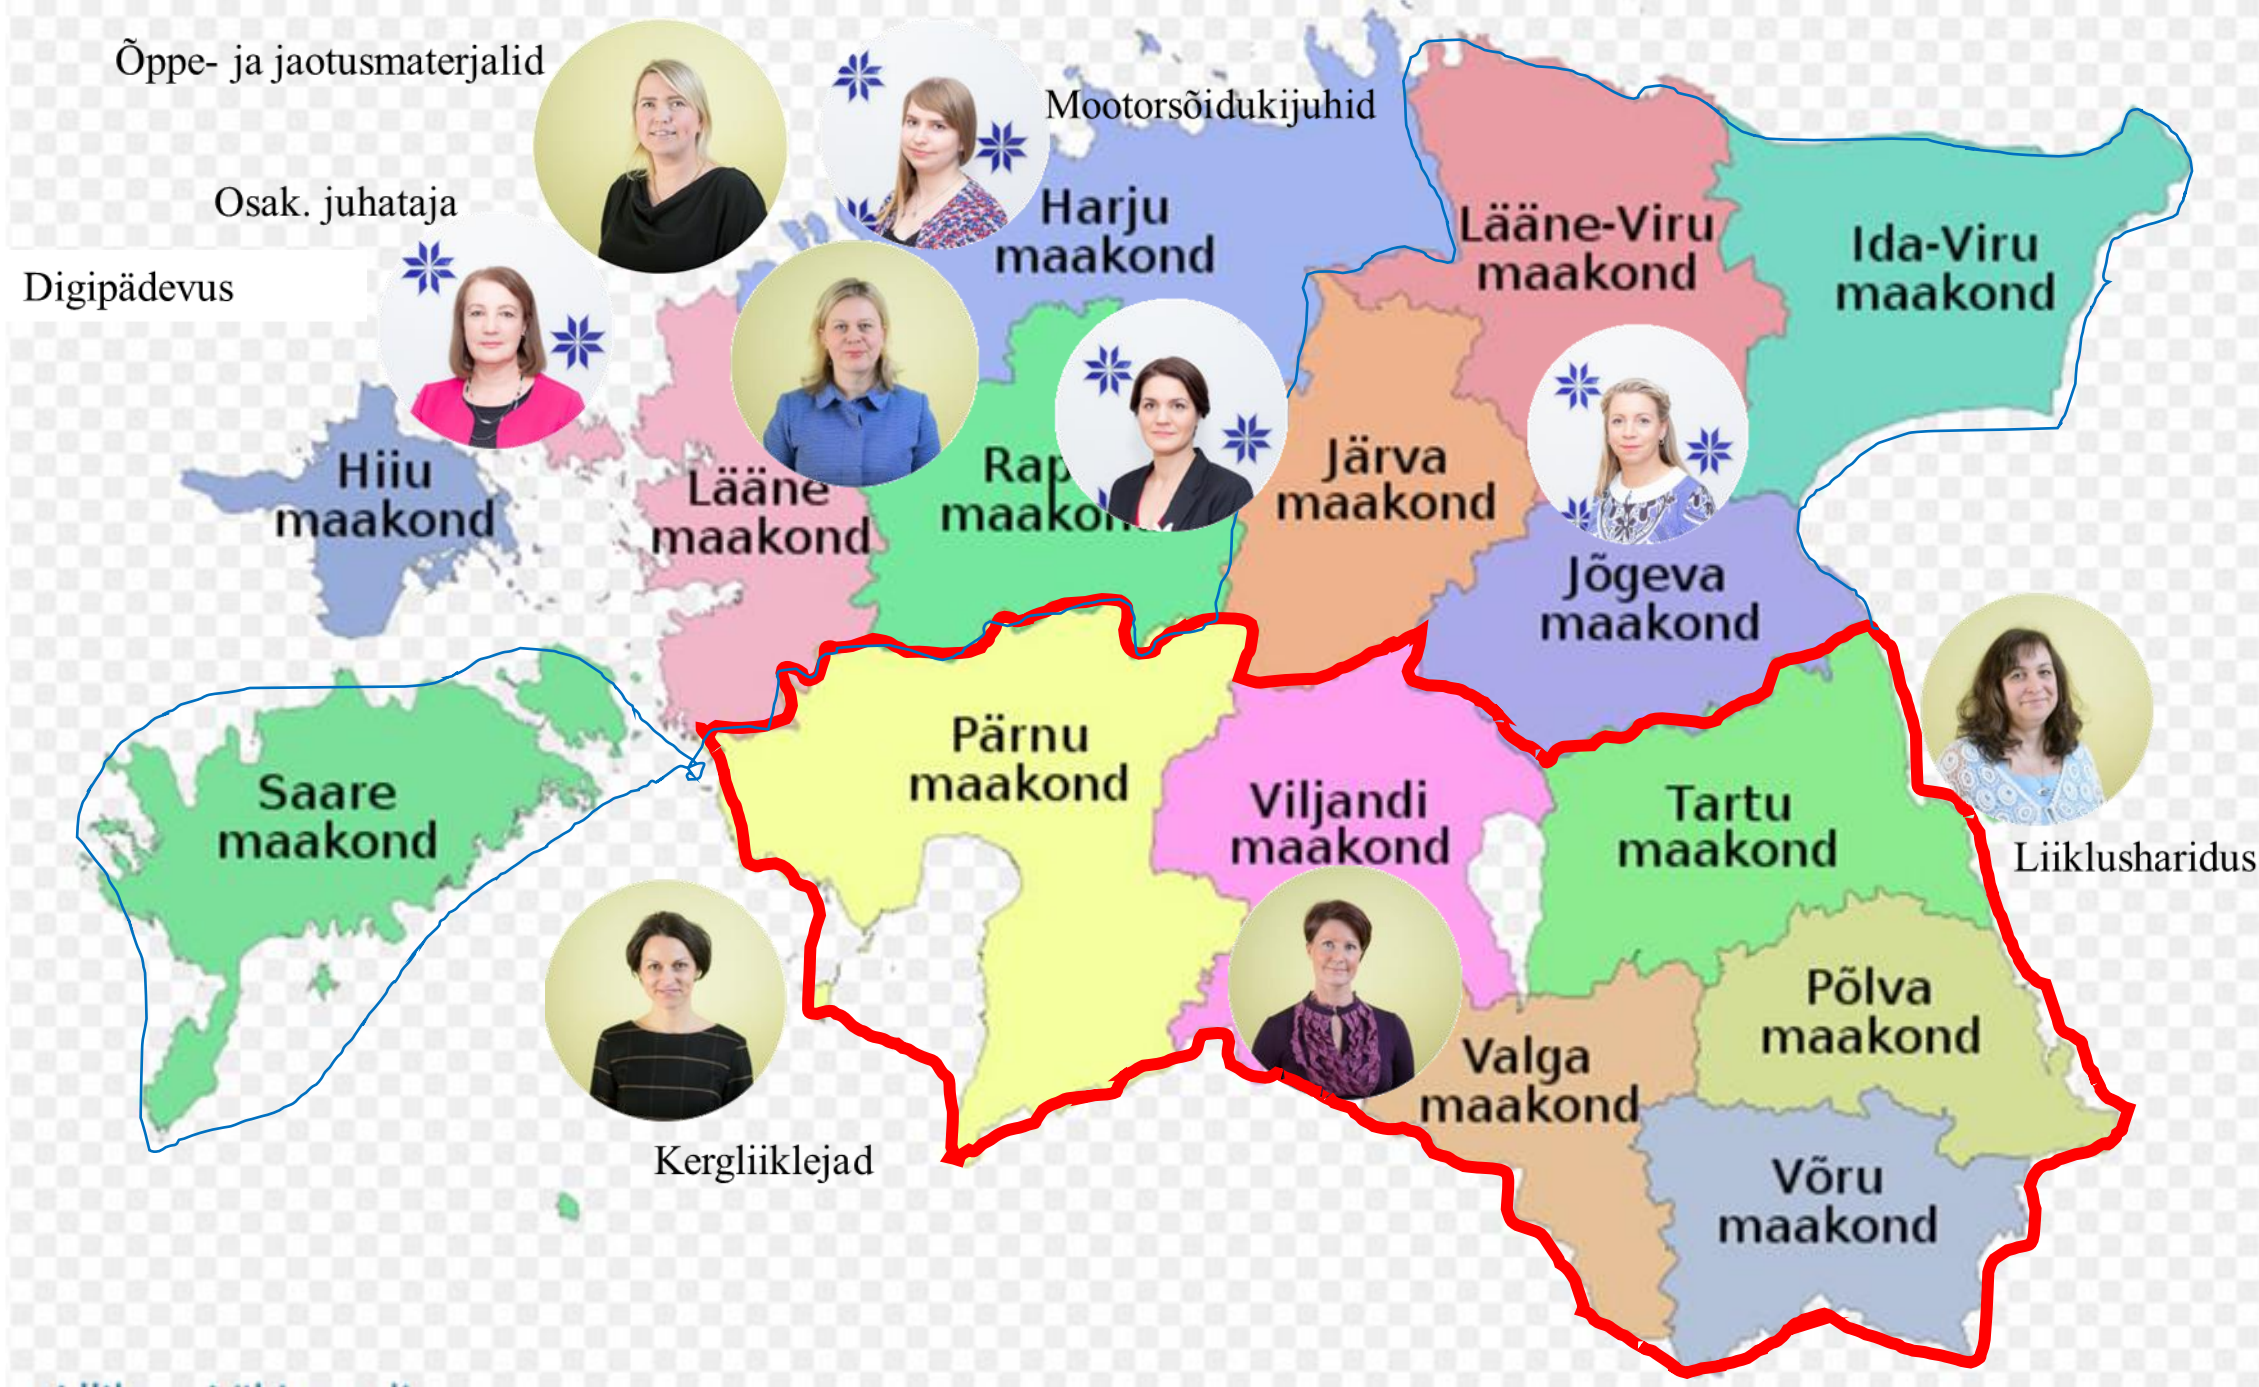 Õppe- ja jaotusmaterjalid
Mootorsõidukijuhid
Osak. juhataja
Digipädevus
Harju
maakond
Lääne-Viru
maakond
Ida-Viru
maakond
Hiiu
maakond
Lääne
maakond
Rap
maakon
Järva
maakond
Jõgeva
maakond
Saare
maakond
Pärnu
maakond
Viljandi
maakond
Tartu
maakond
Liiklusharidus
Põlva
maakond
Valga
maakond
Kergliiklejad
Võru
maakond